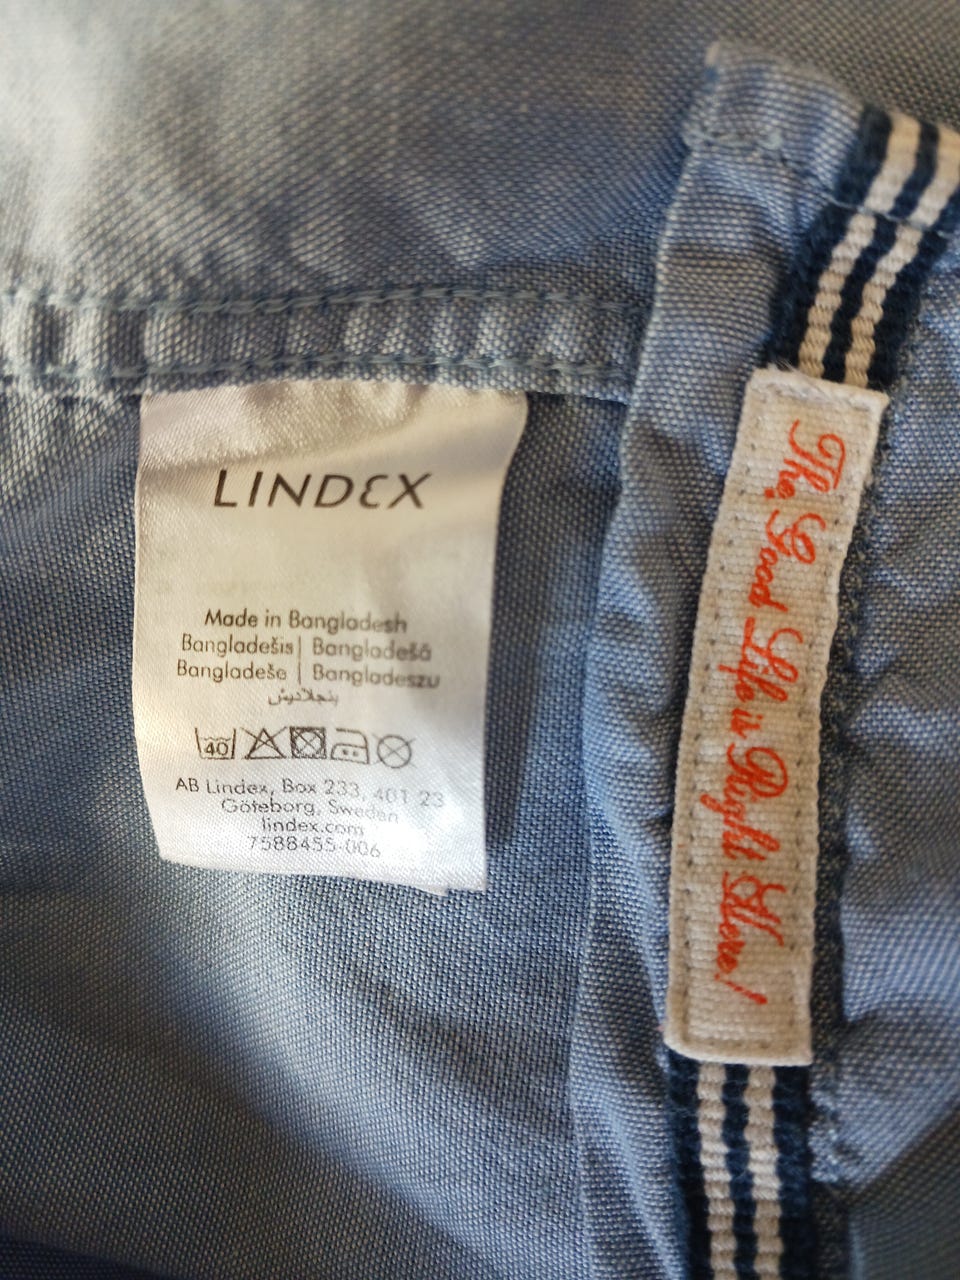 LINDEX
Made in Bangladesh
Bangladešis | Bangladešā
Bangladeše | Bangladeszu
بنجلاديش
40
AB Lindex, Box 233, 401 23
Göteborg, Sweden
lindex.com
7588455-006
The Good Life is Right Here!